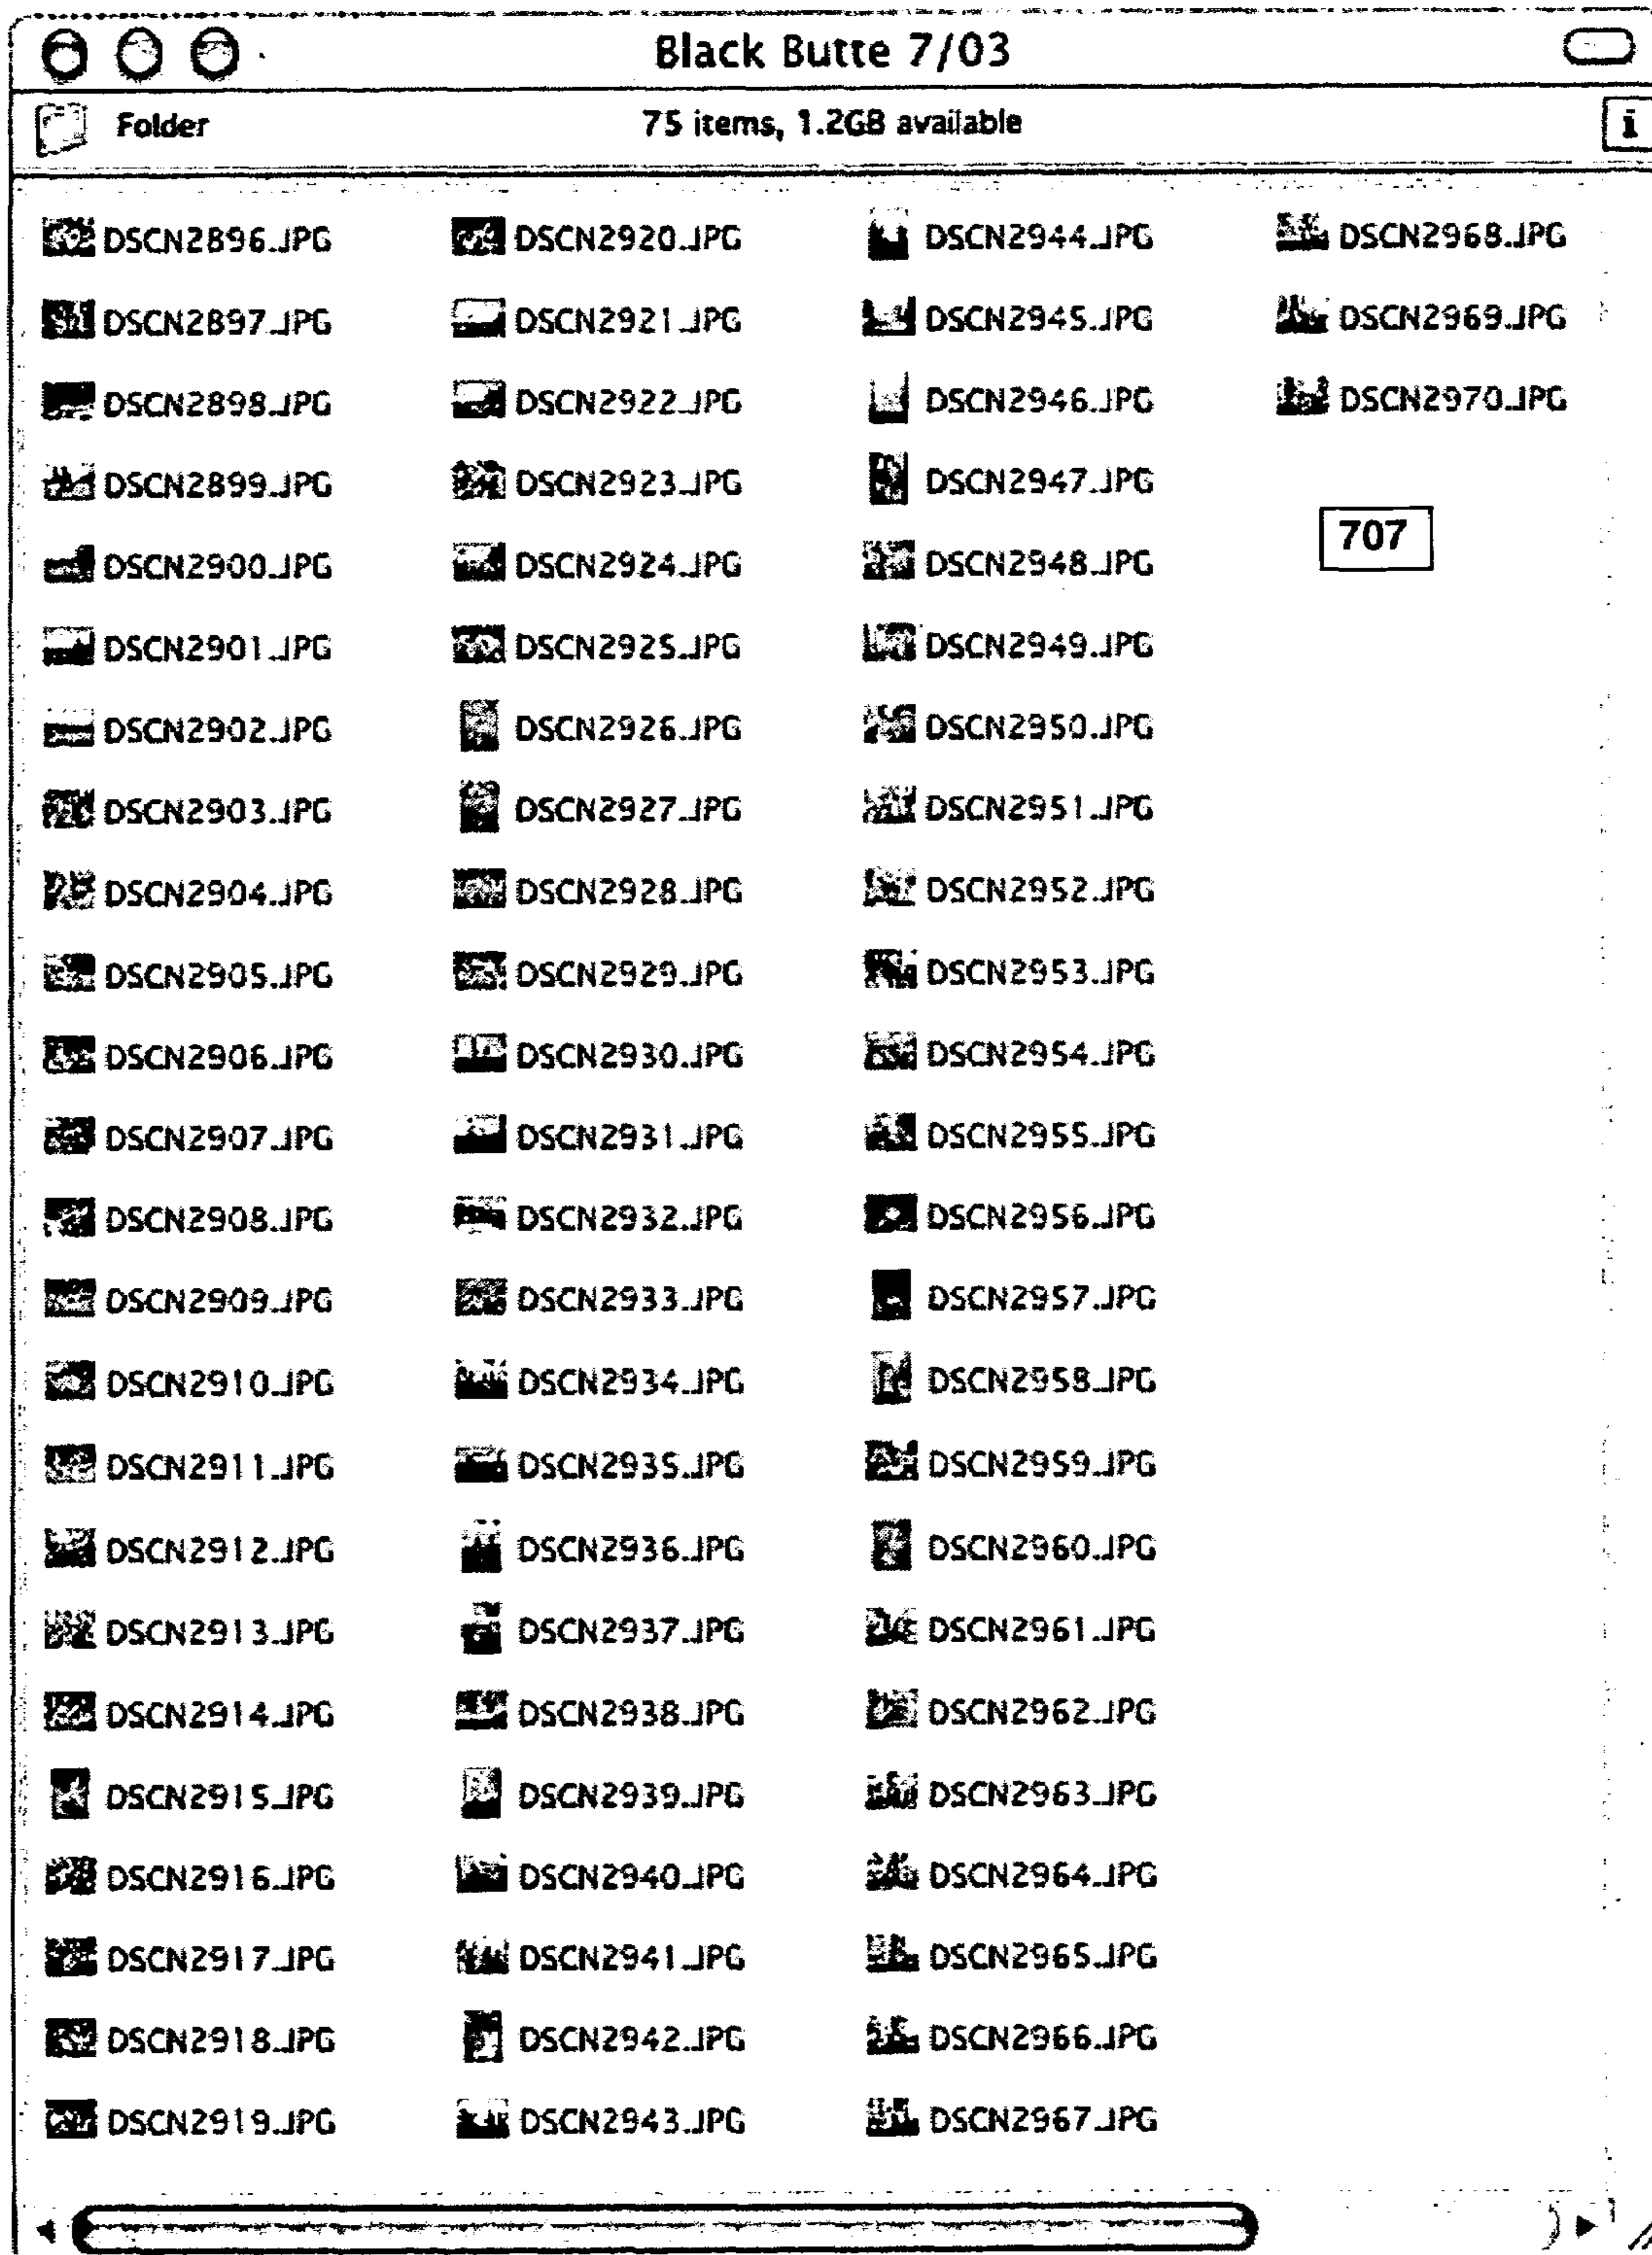 Black Butte 7/03
Folder
75 items, 1.2GB available
i
DSCN2896.JPG DSCN2920.JPG DSCN2944.JPG DSCN2968.JPG
DSCN2897.JPG DSCN2921.JPG DSCN2945.JPG DSCN2969.JPG
DSCN2898.JPG DSCN2922.JPG DSCN2946.JPG DSCN2970.JPG
DSCN2899.JPG DSCN2923.JPG DSCN2947.JPG
707
DSCN2900.JPG DSCN2924.JPG DSCN2948.JPG
DSCN2901.JPG DSCN2925.JPG DSCN2949.JPG
DSCN2902.JPG DSCN2926.JPG DSCN2950.JPG
DSCN2903.JPG DSCN2927.JPG DSCN2951.JPG
DSCN2904.JPG DSCN2928.JPG DSCN2952.JPG
DSCN2905.JPG DSCN2929.JPG DSCN2953.JPG
DSCN2906.JPG DSCN2930.JPG DSCN2954.JPG
DSCN2907.JPG DSCN2931.JPG DSCN2955.JPG
DSCN2908.JPG DSCN2932.JPG DSCN2956.JPG
DSCN2909.JPG DSCN2933.JPG DSCN2957.JPG
DSCN2910.JPG DSCN2934.JPG DSCN2958.JPG
DSCN2911.JPG DSCN2935.JPG DSCN2959.JPG
DSCN2912.JPG DSCN2936.JPG DSCN2960.JPG
DSCN2913.JPG DSCN2937.JPG DSCN2961.JPG
DSCN2914.JPG DSCN2938.JPG DSCN2962.JPG
DSCN2915.JPG DSCN2939.JPG DSCN2963.JPG
DSCN2916.JPG DSCN2940.JPG DSCN2964.JPG
DSCN2917.JPG DSCN2941.JPG DSCN2965.JPG
DSCN2918.JPG DSCN2942.JPG DSCN2966.JPG
DSCN2919.JPG DSCN2943.JPG DSCN2967.JPG